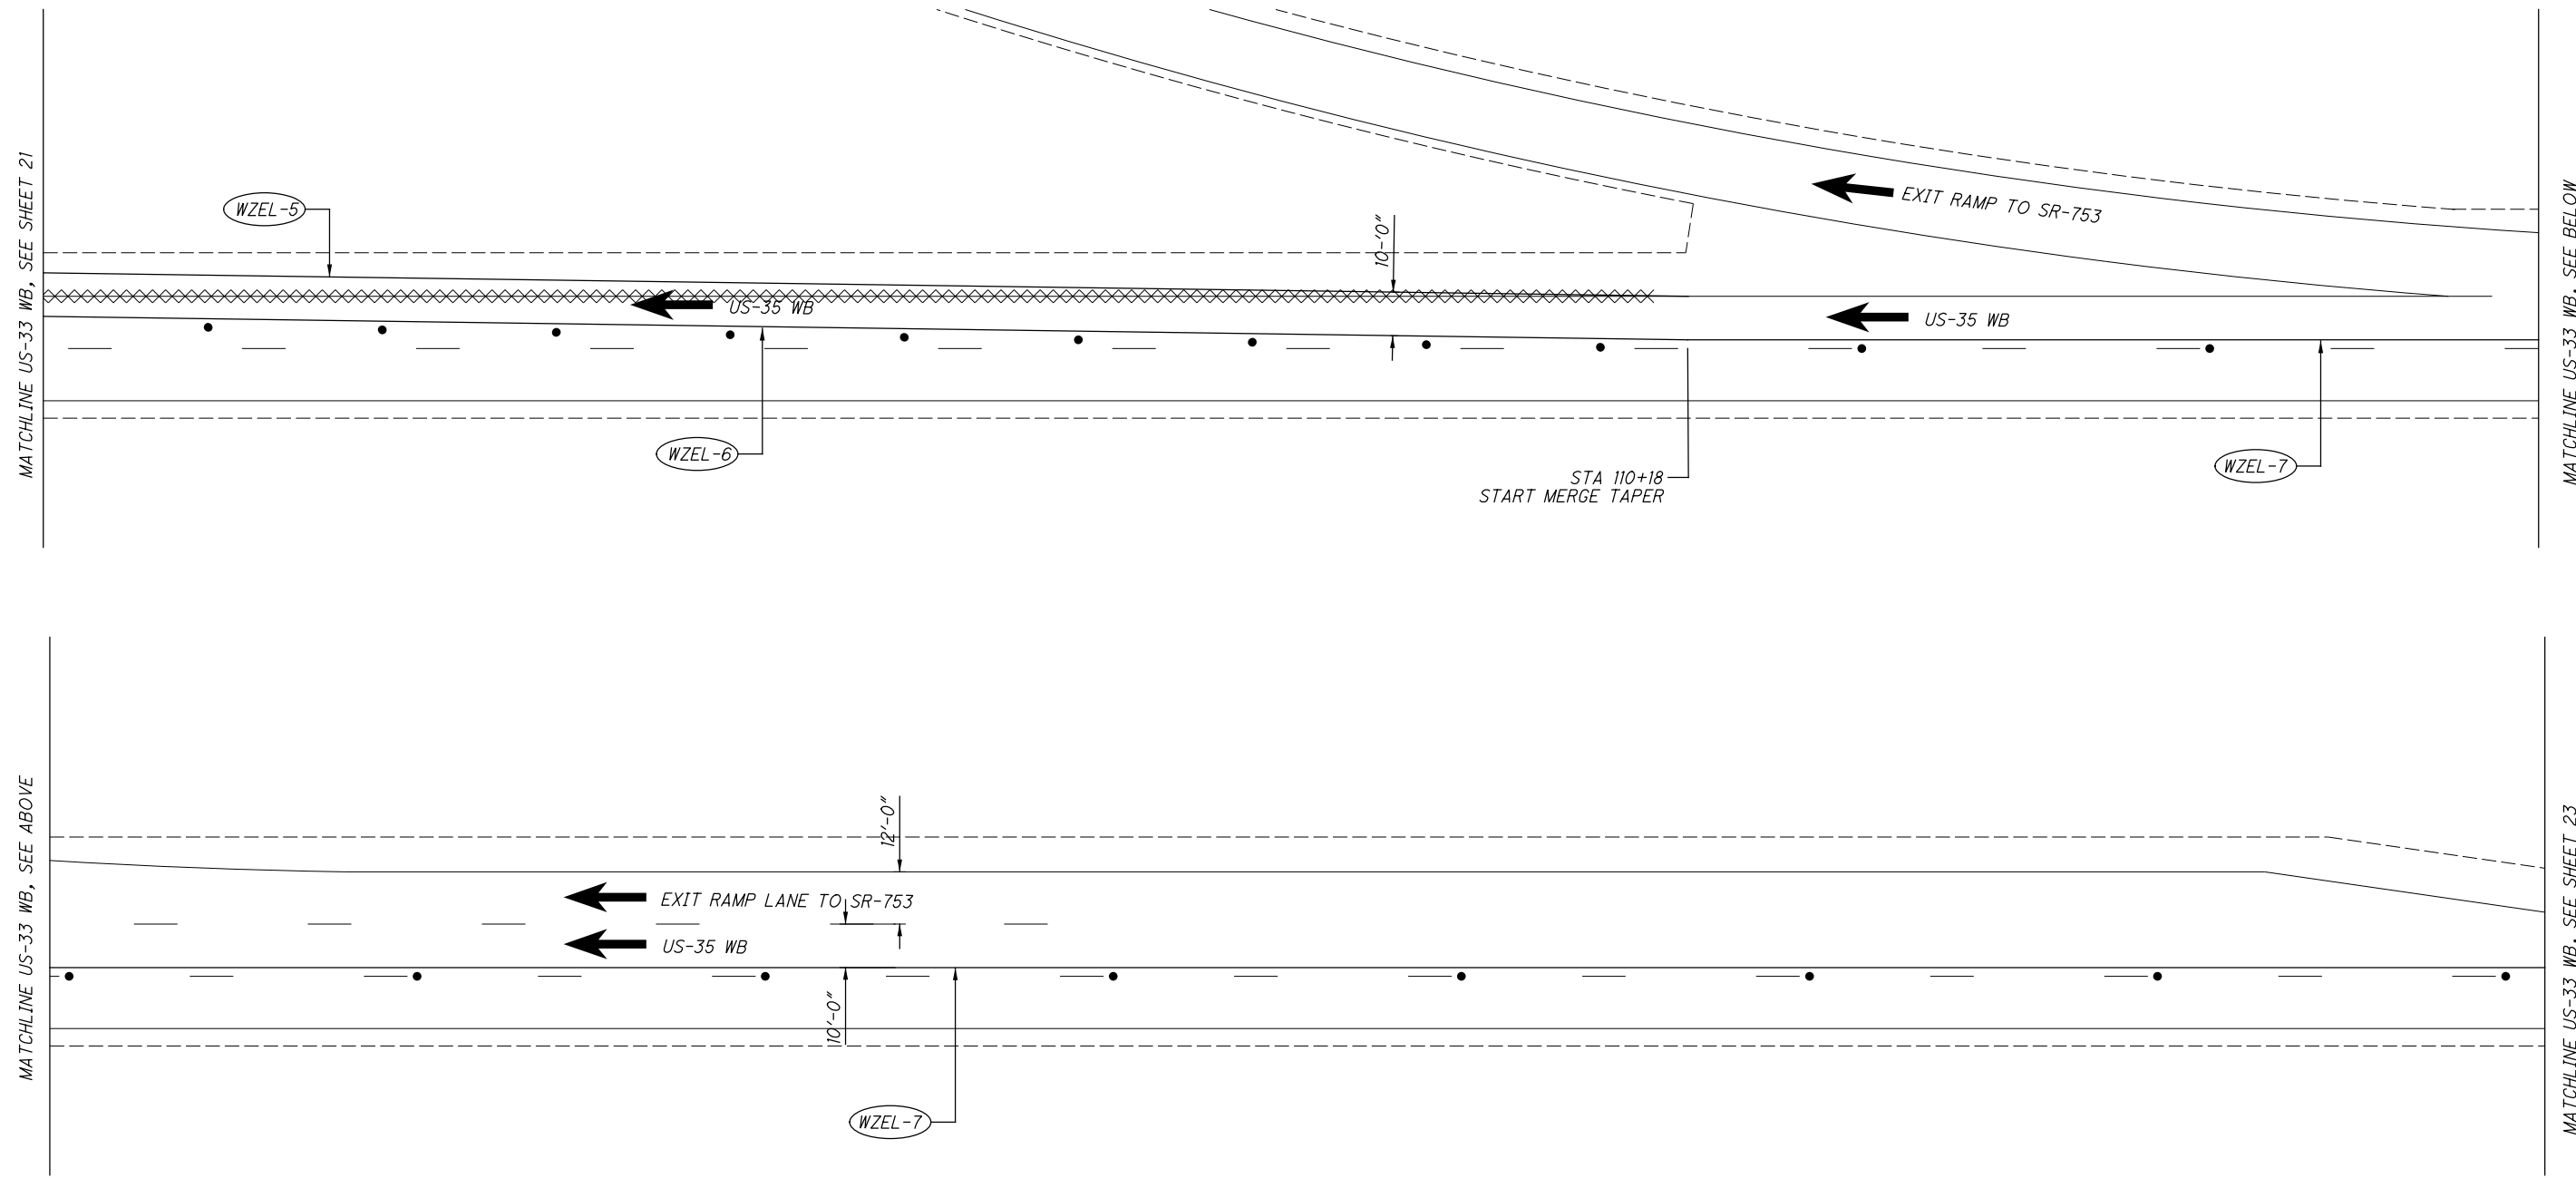 MATCHLINE US-33 WB, SEE SHEET 21
WZEL-5
10-'0"
EXIT RAMP TO SR-753
MATCHLINE US-33 WB, SEE BELOW
US-35 WB
US-35 WB
WZEL-6
STA 110+18
START MERGE TAPER
WZEL-7
MATCHLINE US-33 WB, SEE ABOVE
12'-0"
EXIT RAMP LANE TO SR-753
US-35 WB
10'-0"
WZEL-7
MATCHLINE US-33 WB, SEE SHEET 23